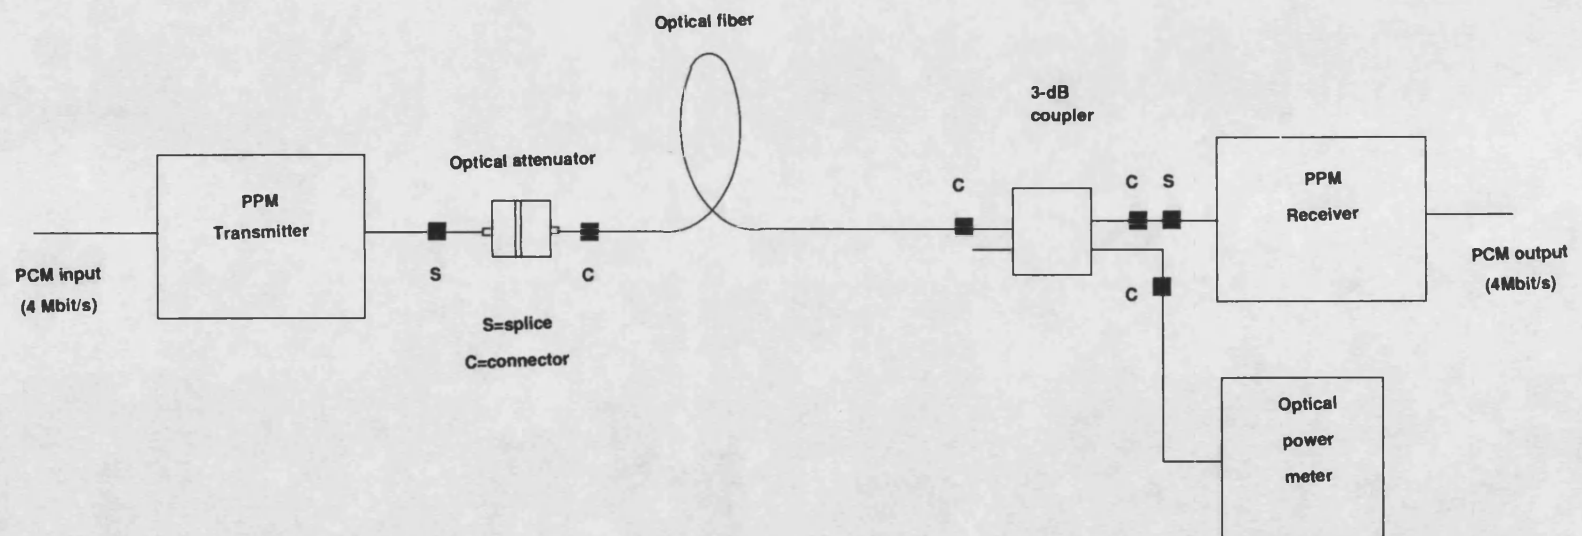 Optical fiber
3-dB
coupler
Optical attenuator
PPM
Transmitter
PCM input
(4 Mbit/s)
S
C
S=splice
C=connector
C
C
S
C
PPM
Receiver
PCM output
(4Mbit/s)
Optical
power
meter